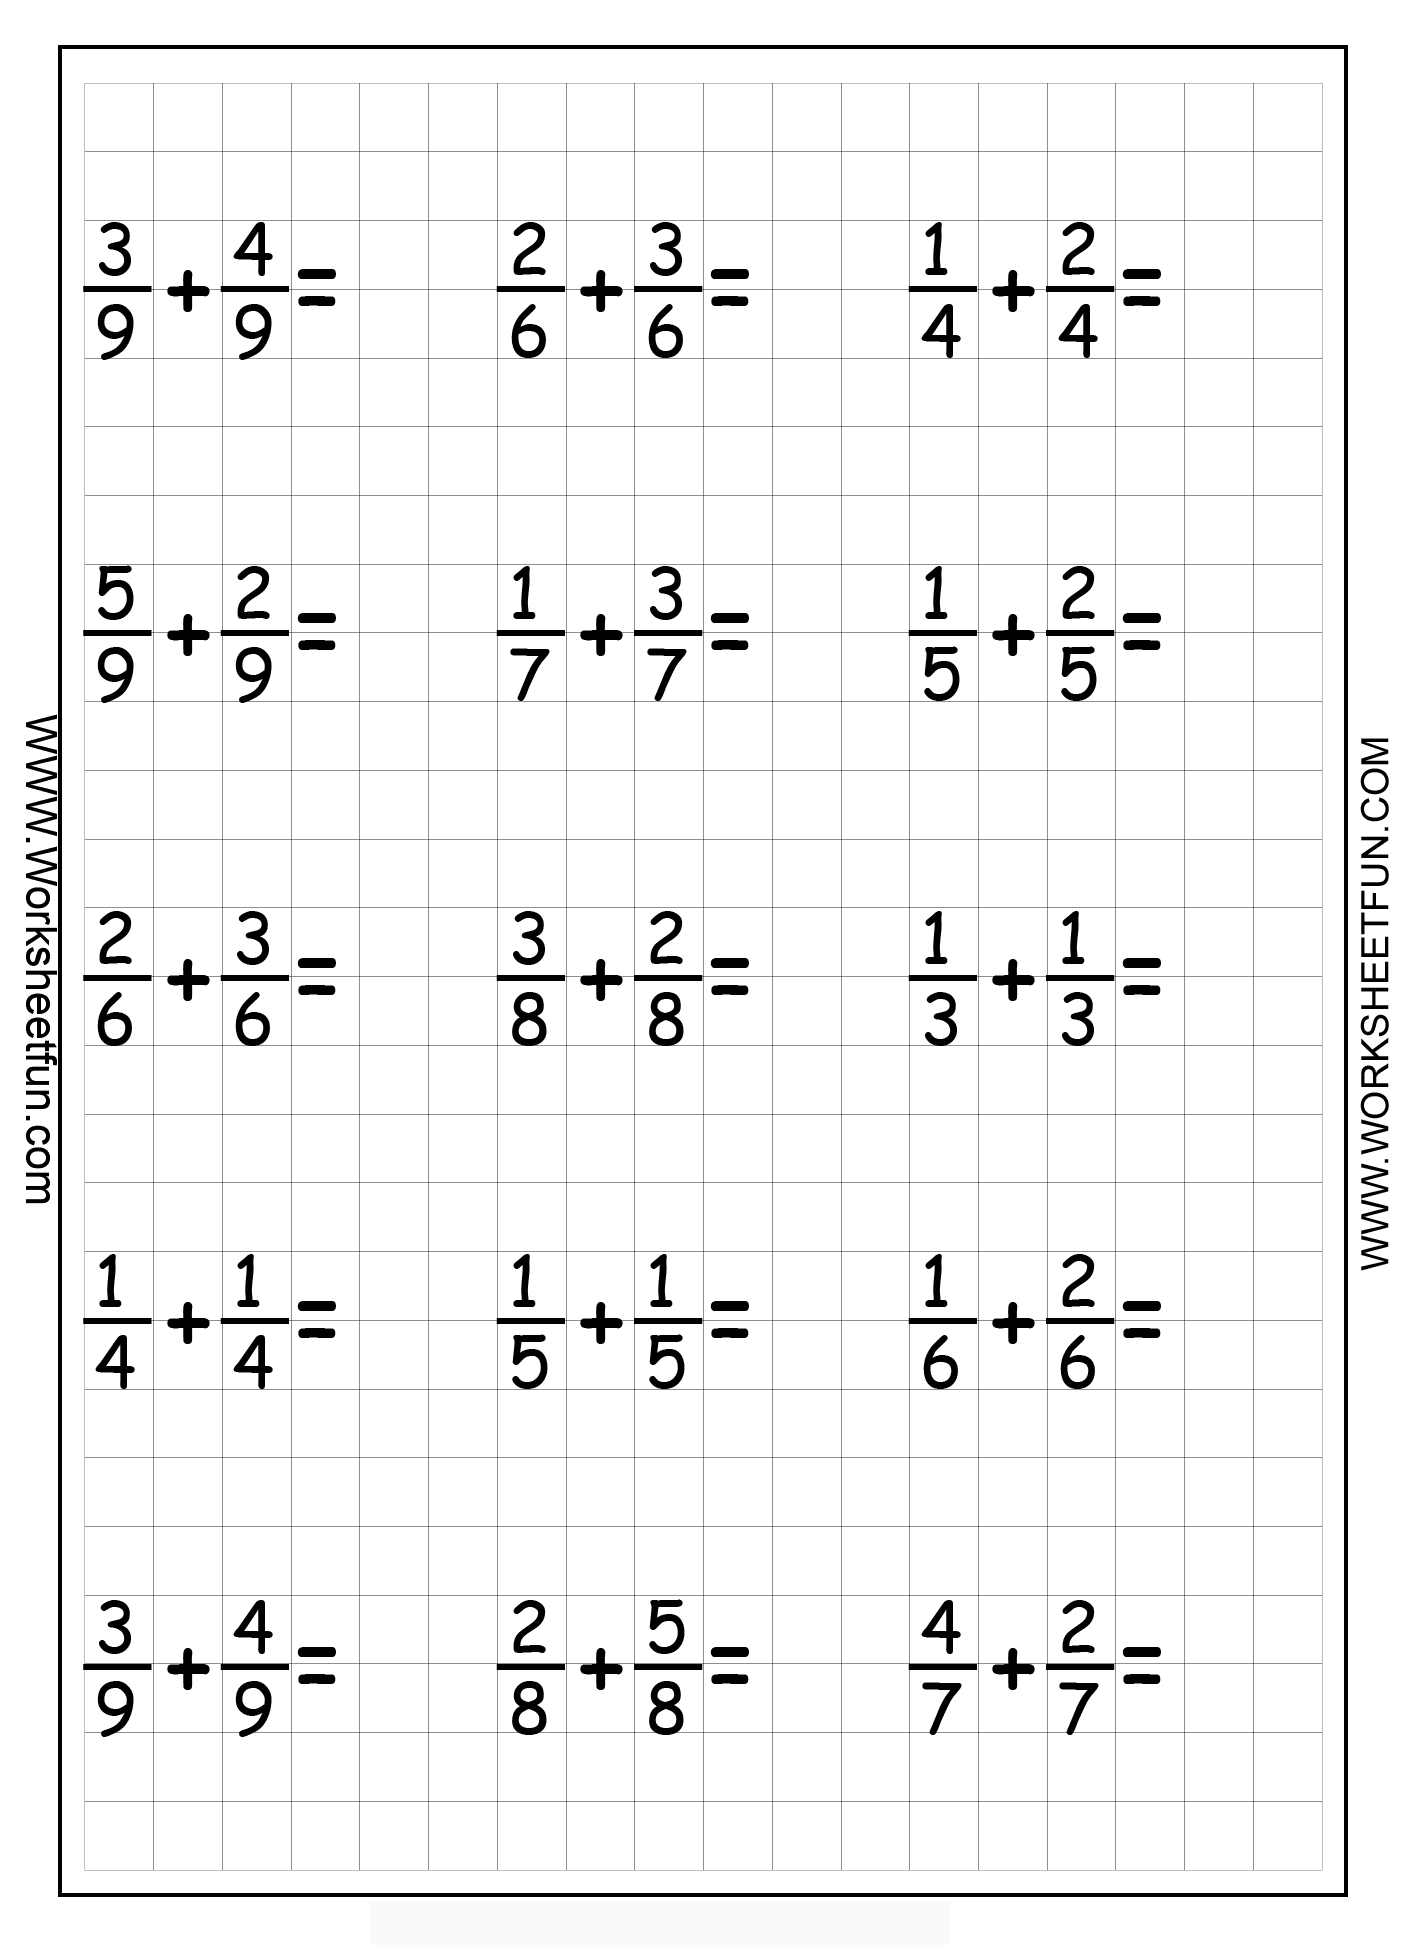 3/9 + 4/9 = 2/6 + 3/6 = 1/4 + 2/4 =
5/9 + 2/9 = 1/7 + 3/7 = 1/5 + 2/5 =
2/6 + 3/6 = 3/8 + 2/8 = 1/3 + 1/3 =
1/4 + 1/4 = 1/5 + 1/5 = 1/6 + 2/6 =
3/9 + 4/9 = 2/8 + 5/8 = 4/7 + 2/7 =
WWW.Worksheetfun.com
WWW.WORKSHEETFUN.COM